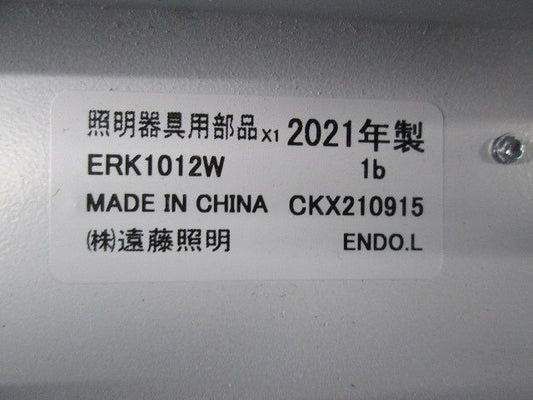 照明器具用部品X1 2021年製
ERK1012W 1b
MADE IN CHINA CKX210915
㈱遠藤照明 ENDO.L